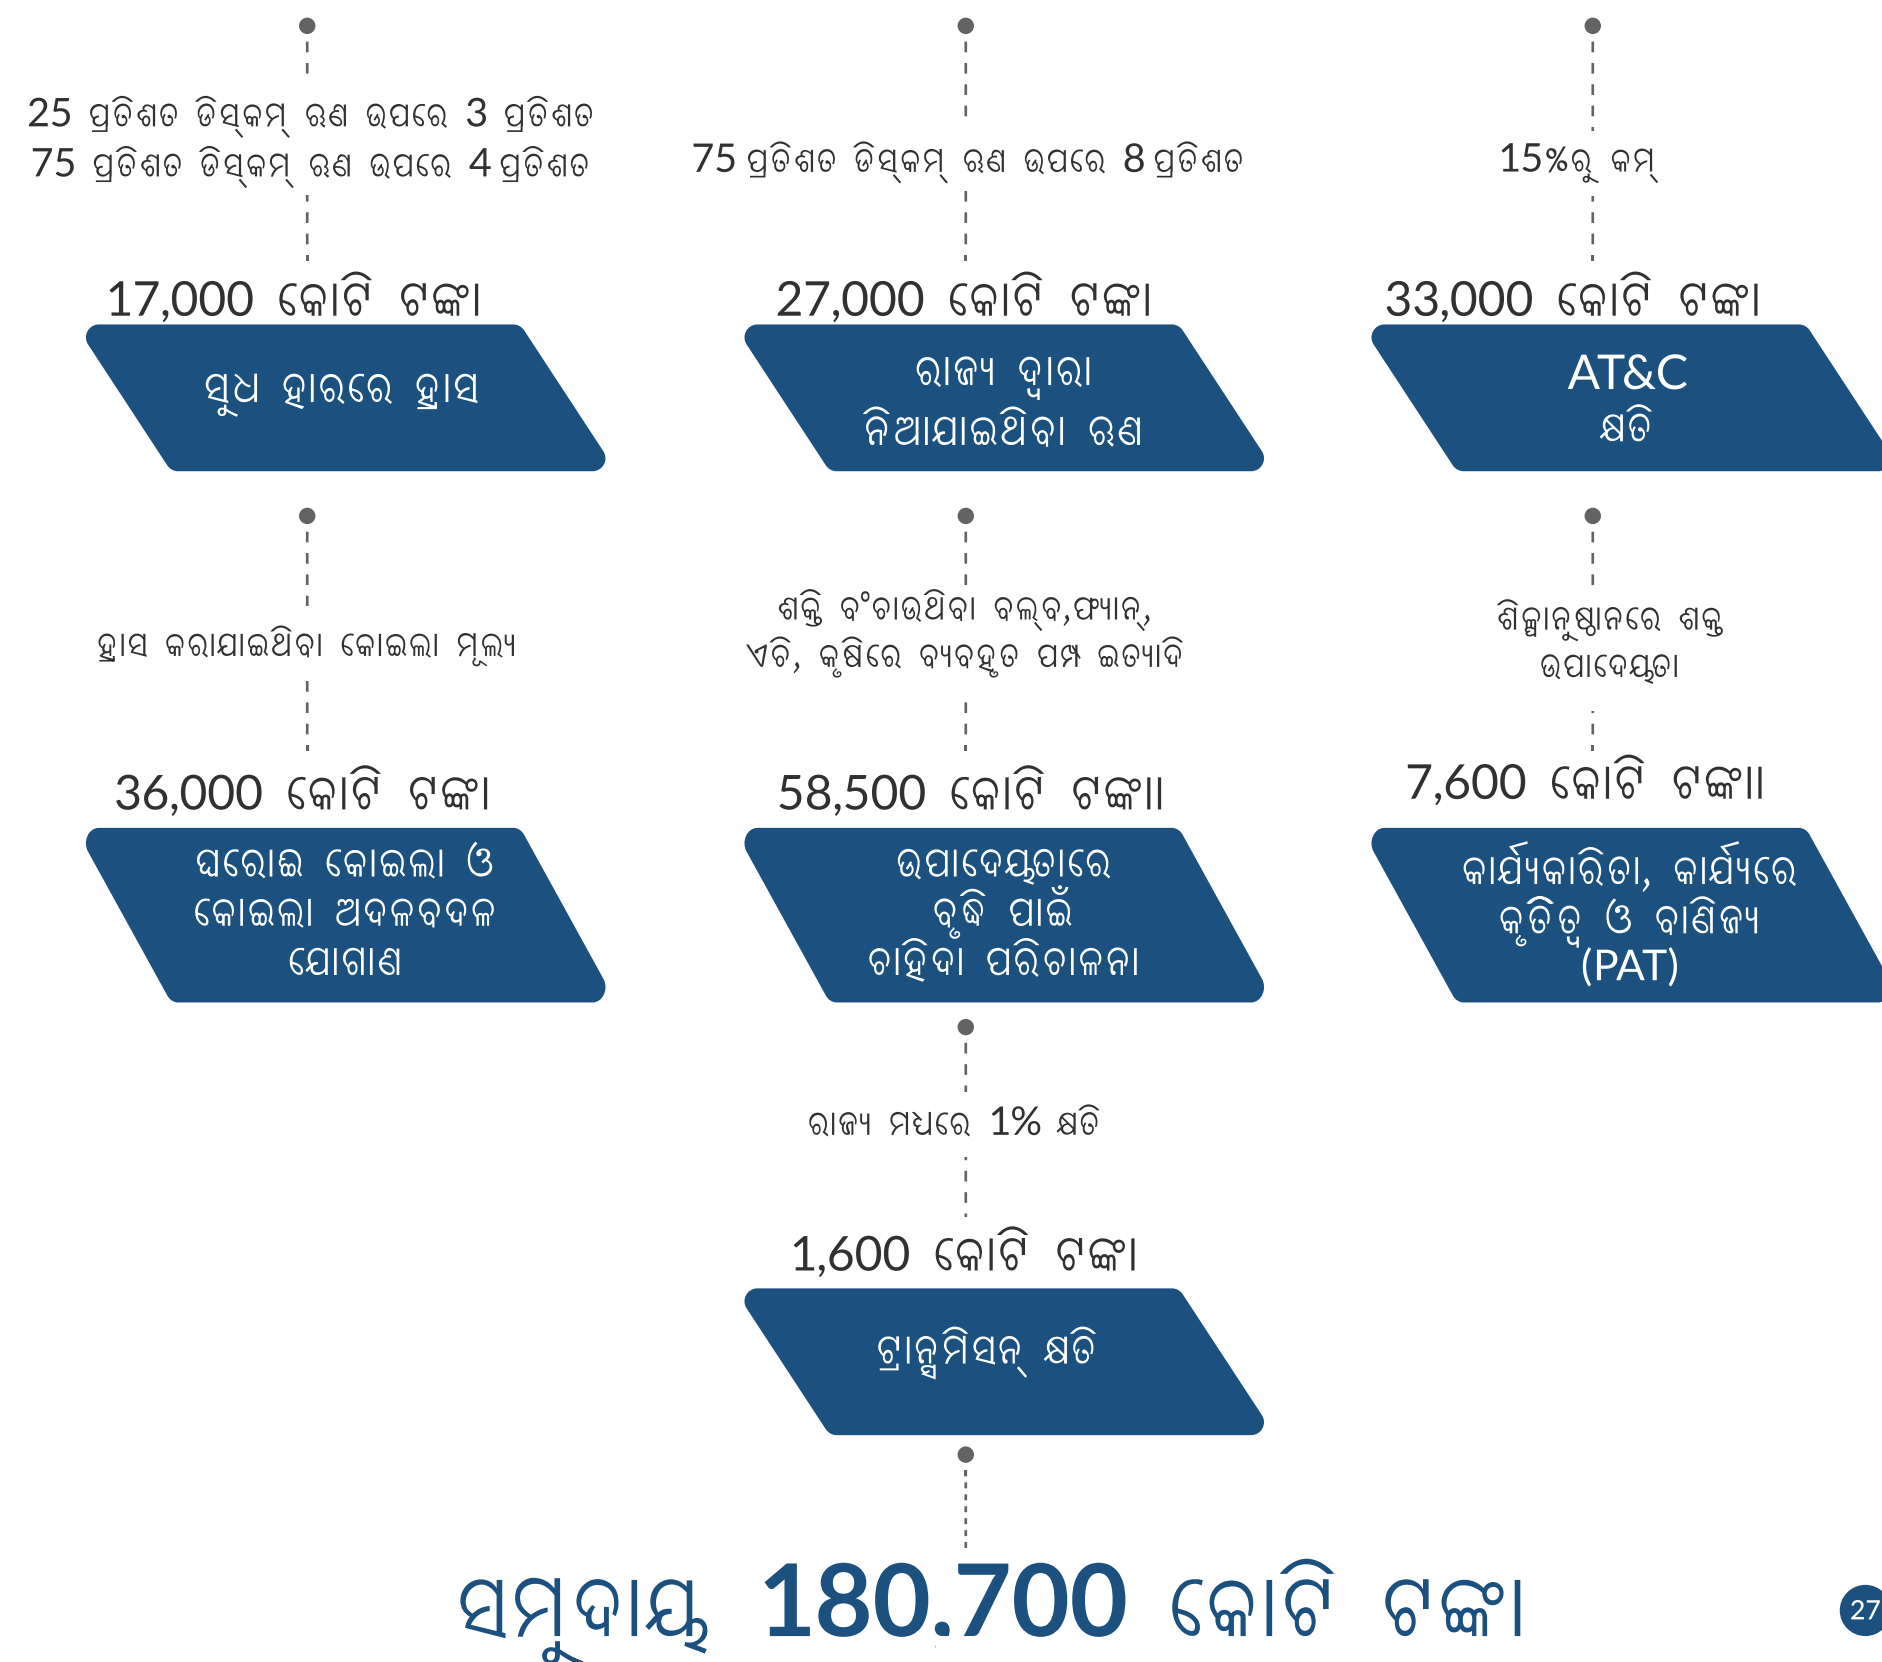 25 ପ୍ରତିଶତ ଡିସ୍‌କମ୍ ଋଣ ଉପରେ 3 ପ୍ରତିଶତ
75 ପ୍ରତିଶତ ଡିସ୍‌କମ୍ ଋଣ ଉପରେ 4 ପ୍ରତିଶତ
17,000 କୋଟି ଟଙ୍କା
ସୁଧ ହାରରେ ହ୍ରାସ
75 ପ୍ରତିଶତ ଡିସ୍‌କମ୍ ଋଣ ଉପରେ 8 ପ୍ରତିଶତ
27,000 କୋଟି ଟଙ୍କା
ରାଜ୍ୟ ଦ୍ୱାରା
ନିଆଯାଇଥିବା ଋଣ
15%ରୁ କମ୍
33,000 କୋଟି ଟଙ୍କା
AT&C
କ୍ଷତି
ହ୍ରାସ କରାଯାଇଥିବା କୋଇଲା ମୂଲ୍ୟ
36,000 କୋଟି ଟଙ୍କା
ଘରୋଈ କୋଇଲା ଓ
କୋଇଲା ଅଦଳବଦଳ
ଯୋଗାଣ
ଶକ୍ତି ବଂଚାଉଥିବା ବଲ୍‌ବ,ଫ୍ୟାନ୍,
ଏଚି, କୃଷିରେ ବ୍ୟବହୃତ ପମ୍ପ ଇତ୍ୟାଦି
58,500 କୋଟି ଟଙ୍କାା
ଉପାଦେୟତାରେ
ବୃଦ୍ଧି ପାଇଁ
ଚାହିଦା ପରିଚାଳନା
ଶିଳ୍ପାନୁଷ୍ଠାନରେ ଶକ୍ତ
ଉପାଦେୟତା
7,600 କୋଟି ଟଙ୍କାା
କାର୍ଯ୍ୟକାରିତା, କାର୍ଯ୍ୟରେ
କୃତିତ୍ୱ ଓ ବାଣିଜ୍ୟ
(PAT)
ରାଜ୍ୟ ମଧ୍ୟରେ 1% କ୍ଷତି
1,600 କୋଟି ଟଙ୍କା
ଟ୍ରାନ୍ସମିସନ୍ କ୍ଷତି
ସମୁଦାୟ 180.700 କୋଟି ଟଙ୍କା
27